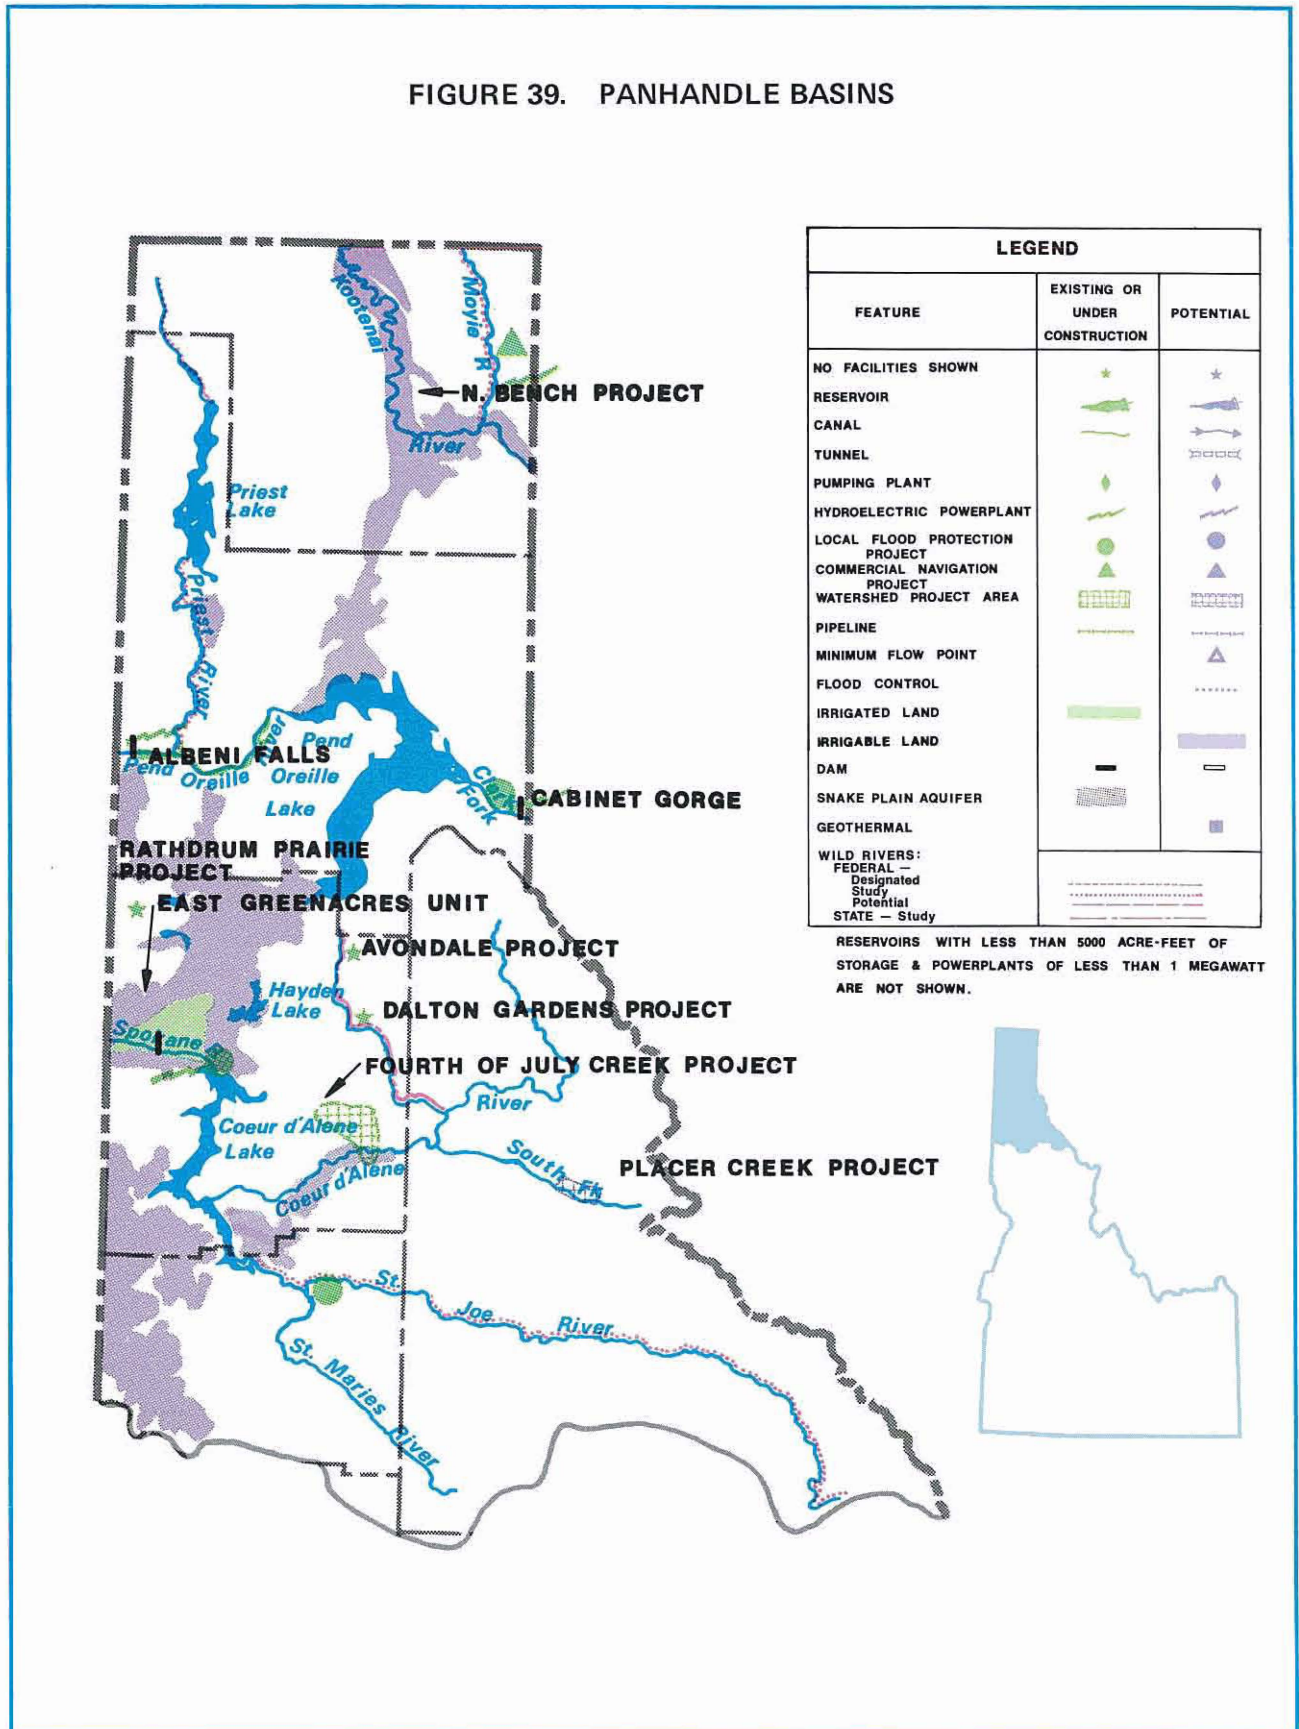 FIGURE 39. PANHANDLE BASINS
LEGEND
FEATURE
EXISTING OR
UNDER
CONSTRUCTION
POTENTIAL
NO FACILITIES SHOWN
RESERVOIR
CANAL
TUNNEL
PUMPING PLANT
HYDROELECTRIC POWERPLANT
LOCAL FLOOD PROTECTION
PROJECT
COMMERCIAL NAVIGATION
PROJECT
WATERSHED PROJECT AREA
PIPELINE
MINIMUM FLOW POINT
FLOOD CONTROL
IRRIGATED LAND
IRRIGABLE LAND
DAM
SNAKE PLAIN AQUIFER
GEOTHERMAL
WILD RIVERS:
FEDERAL —
Designated
Study
Potential
STATE — Study
RESERVOIRS WITH LESS THAN 5000 ACRE-FEET OF
STORAGE & POWERPLANTS OF LESS THAN 1 MEGAWATT
ARE NOT SHOWN.
Kootenai
Moyie R
N. BENCH PROJECT
River
Priest
Lake
Priest
River
River
Pend
ALBENI FALLS
Pend Oreille
Oreille
Lake
Clark
Fork
CABINET GORGE
RATHDRUM PRAIRIE
PROJECT
EAST GREENACRES UNIT
AVONDALE PROJECT
Hayden
Lake
DALTON GARDENS PROJECT
Spokane R
FOURTH OF JULY CREEK PROJECT
River
Coeur d'Alene
Lake
South Fk
PLACER CREEK PROJECT
Coeur d'Alene
St.
Joe
River
St. Maries River